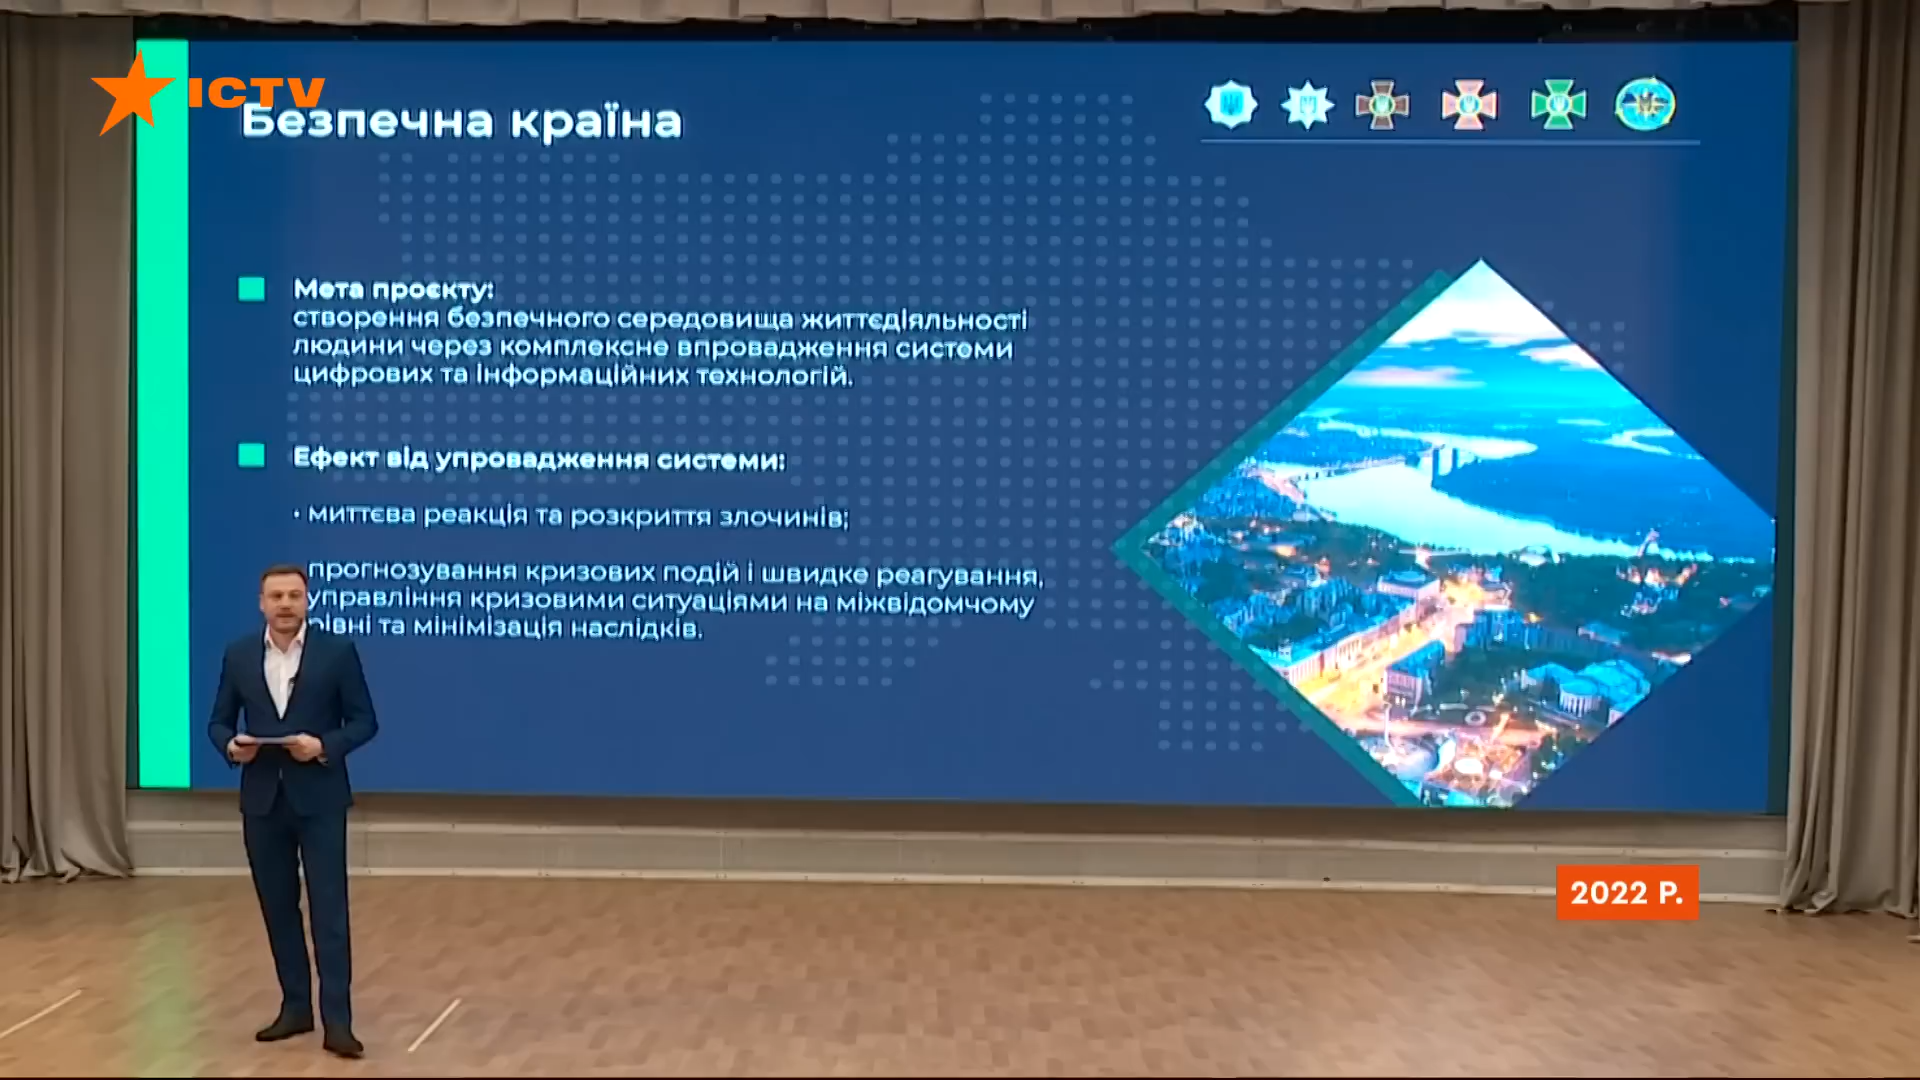 ICTV
Безпечна країна
Мета проєкту:
створення безпечного середовища життєдіяльності
людини через комплексне впровадження системи
цифрових та інформаційних технологій.
Ефект від упровадження системи:
• миттєва реакція та розкриття злочинів;
прогнозування кризових подій і швидке реагування,
управління кризовими ситуаціями на міжвідомчому
рівні та мінімізація наслідків.
2022 Р.